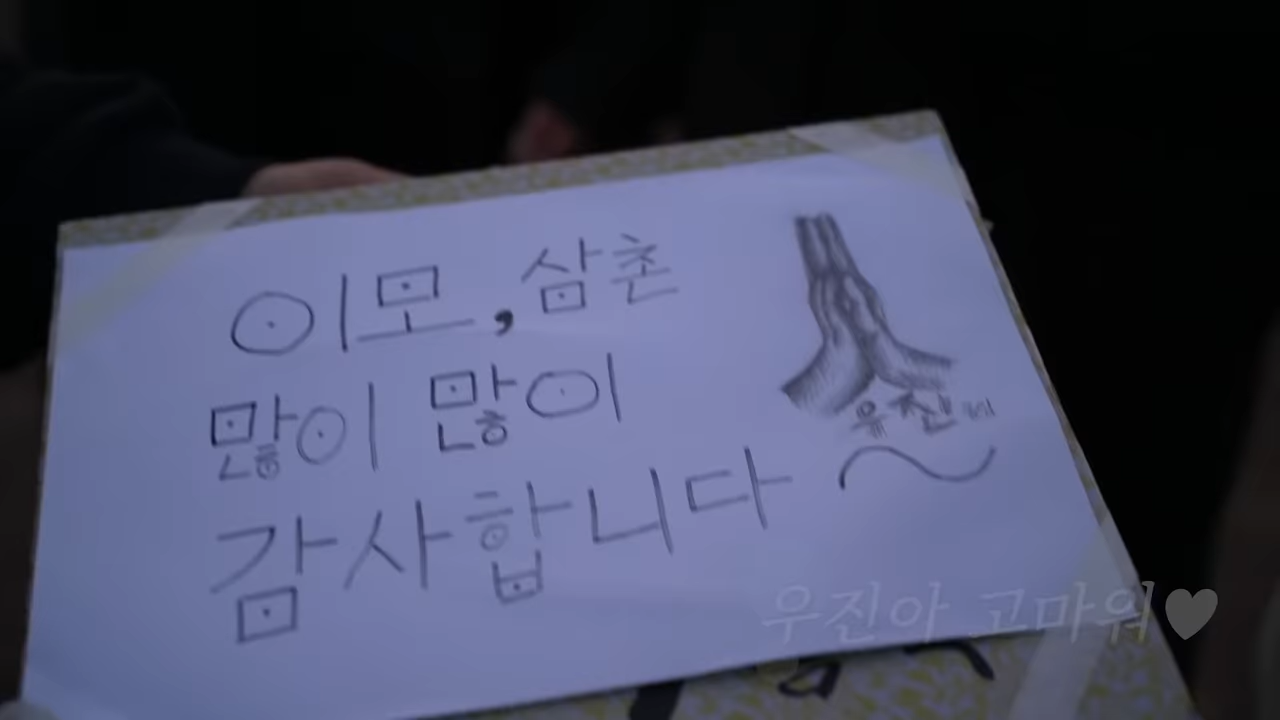 이모, 삼촌
많이 많이
감사합니다
우진
우진아 고마워♥